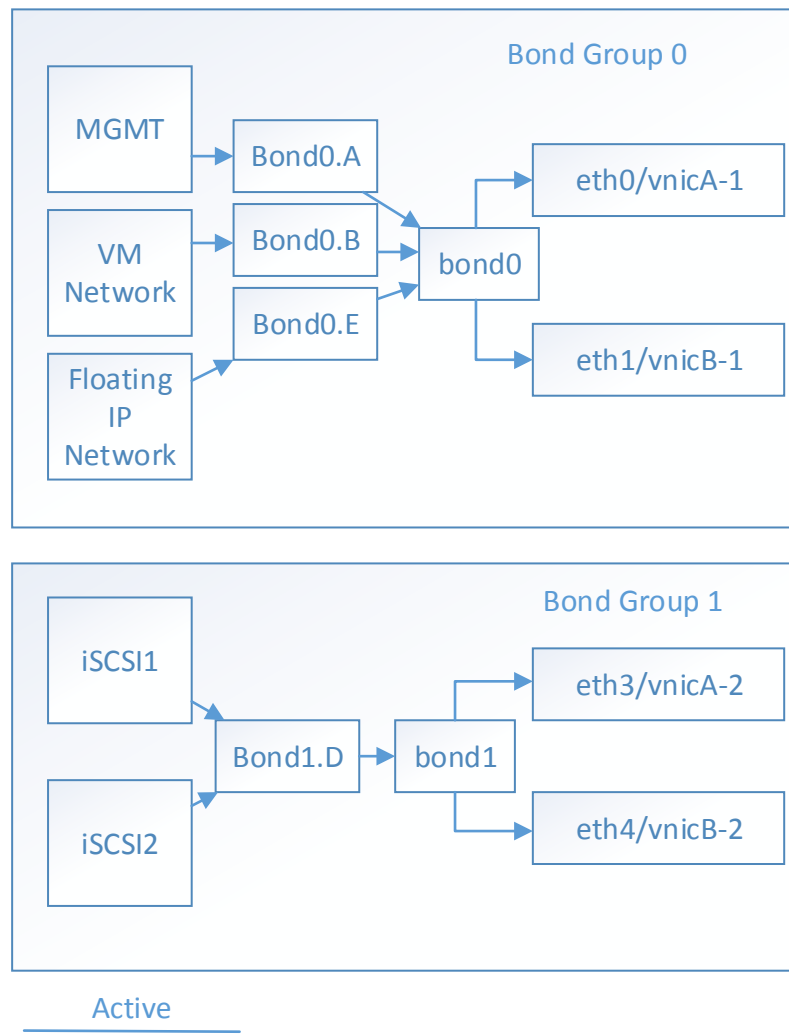 Bond Group 0
MGMT
Bond0.A
eth0/vnicA-1
VM
Network
Bond0.B
bond0
Bond0.E
eth1/vnicB-1
Floating
IP
Network
Bond Group 1
iSCSI1
eth3/vnicA-2
Bond1.D
bond1
iSCSI2
eth4/vnicB-2
Active